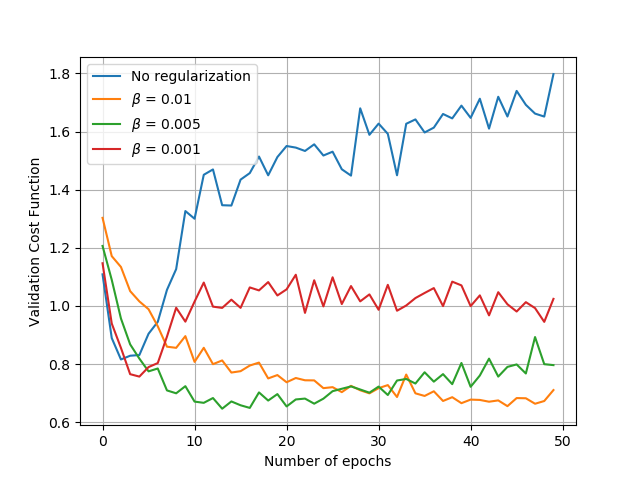 No regularization
β = 0.01
β = 0.005
β = 0.001
Validation Cost Function
1.8
1.6
1.4
1.2
1.0
0.8
0.6
0 10 20 30 40 50
Number of epochs